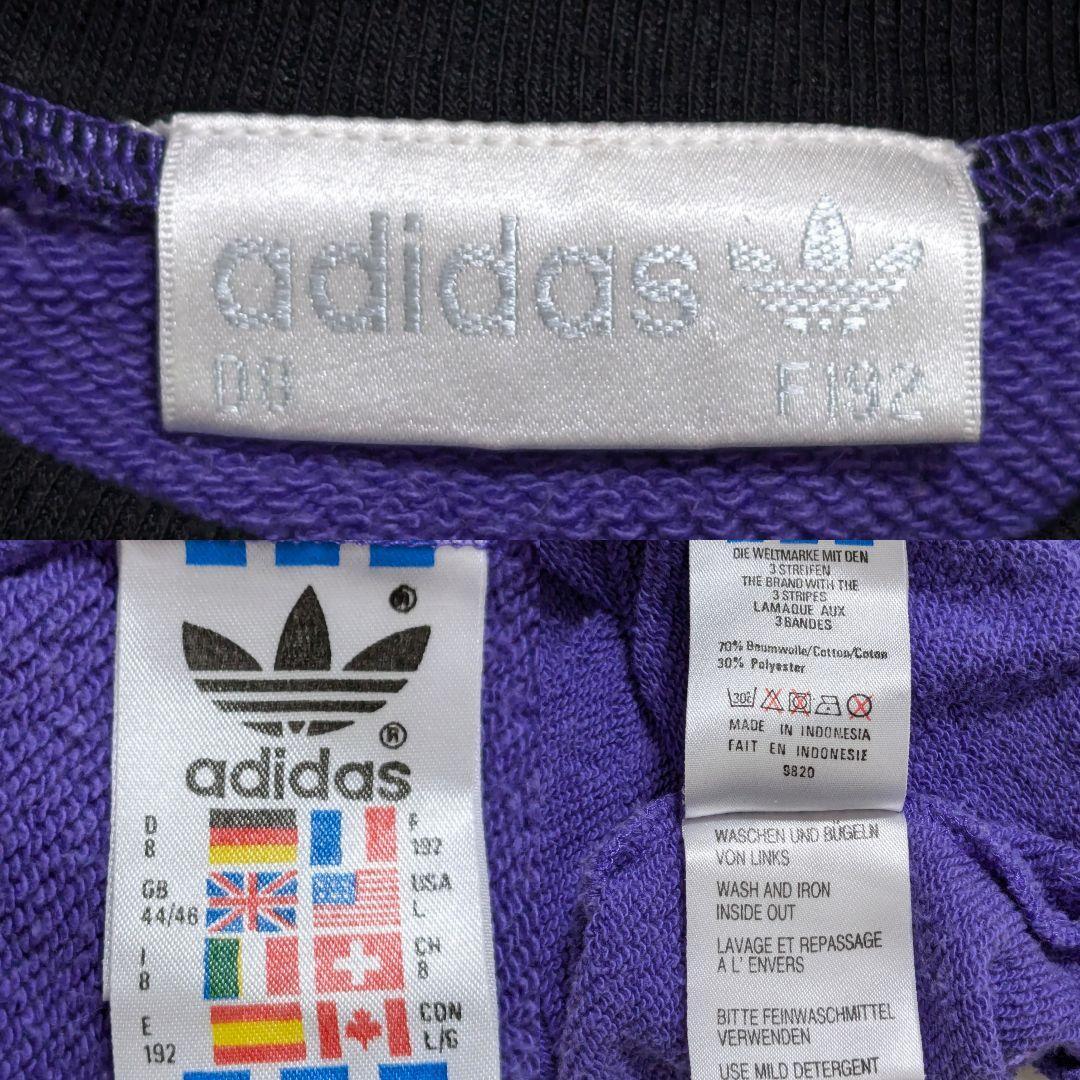 adidas
D8 F192
®
®
adidas
D 8 F 192
GB 44/46 USA L
I 8 CH 8
E 192 CDN L/G
DIE WELTMARKE MIT DEN
3 STREIFEN
THE BRAND WITH THE
3 STRIPES
LAMAQUE AUX
3 BANDES
70% Baumwolle/Cotton/Coton
30% Polyester
30°
MADE IN INDONESIA
FAIT EN INDONESIE
9820
WASCHEN UND BÜGELN
VON LINKS
WASH AND IRON
INSIDE OUT
LAVAGE ET REPASSAGE
A L' ENVERS
BITTE FEINWASCHMITTEL
VERWENDEN
USE MILD DETERGENT